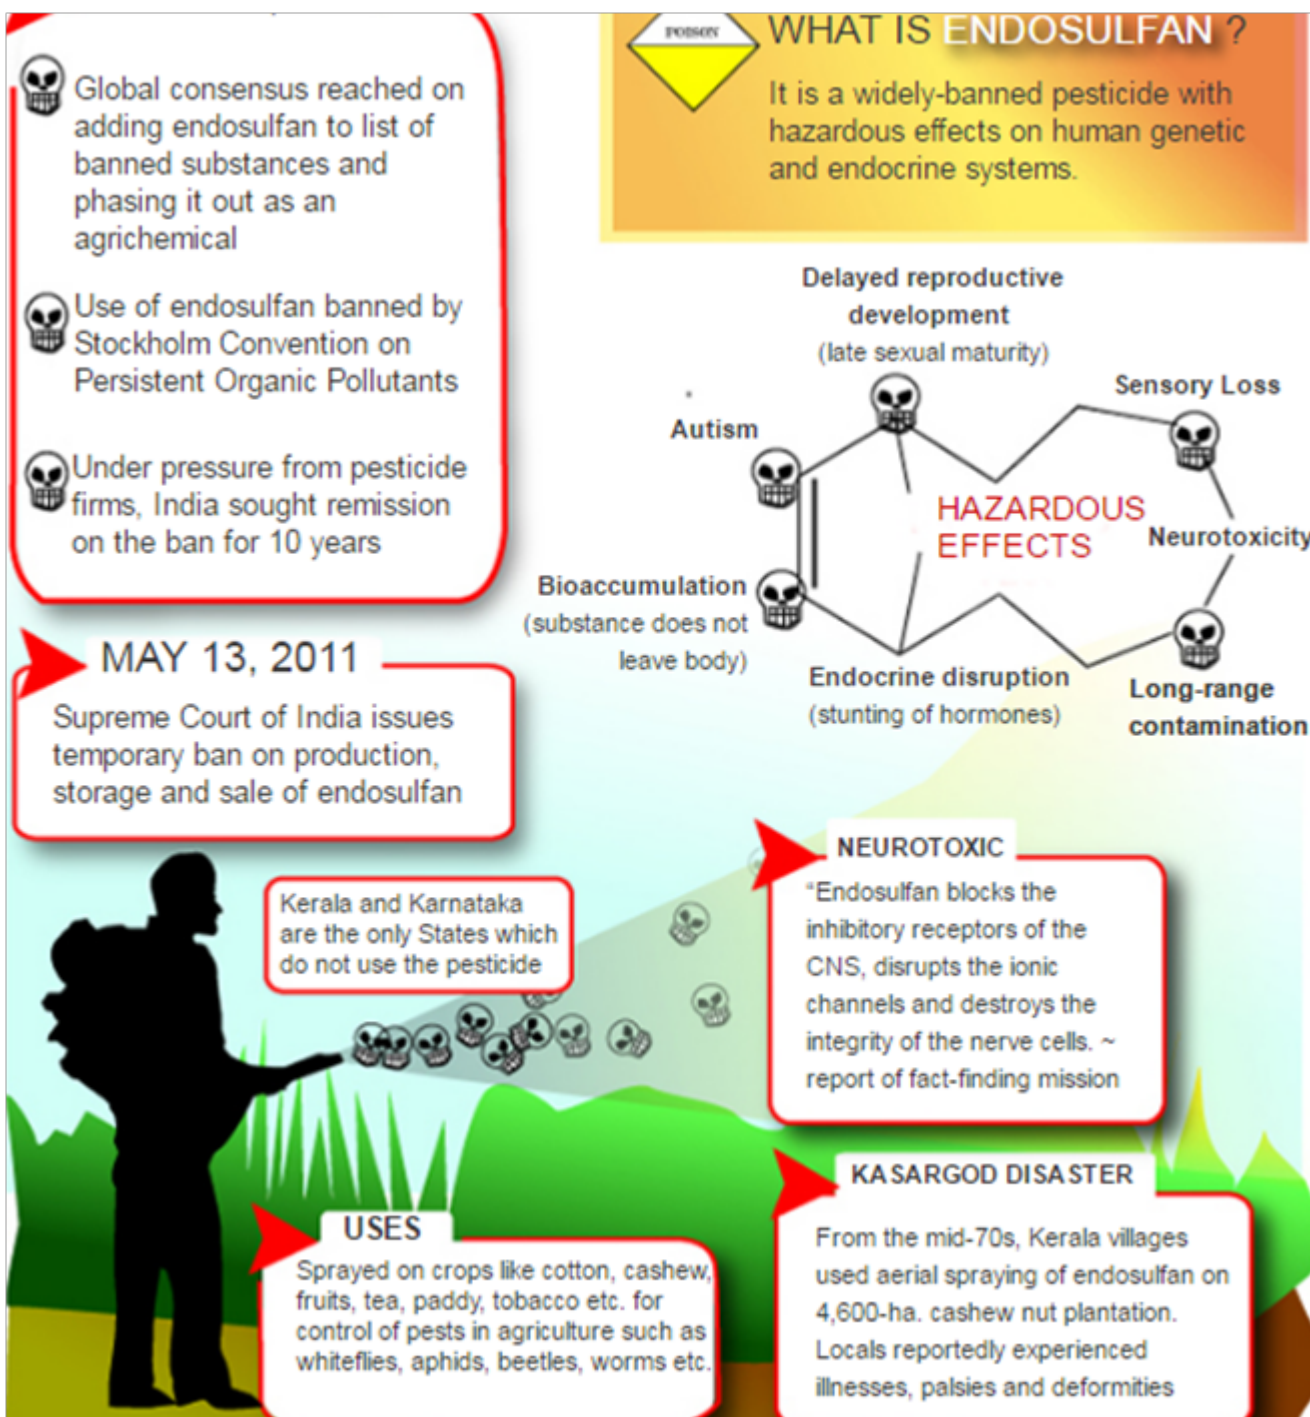 Global consensus reached on
adding endosulfan to list of
banned substances and
phasing it out as an
agrichemical
Use of endosulfan banned by
Stockholm Convention on
Persistent Organic Pollutants
Under pressure from pesticide
firms, India sought remission
on the ban for 10 years
MAY 13, 2011
Supreme Court of India issues
temporary ban on production,
storage and sale of endosulfan
POISON
WHAT IS ENDOSULFAN ?
It is a widely-banned pesticide with
hazardous effects on human genetic
and endocrine systems.
Delayed reproductive
development
(late sexual maturity)
Sensory Loss
Autism
HAZARDOUS
EFFECTS
Neurotoxicity
Bioaccumulation
(substance does not
leave body)
Endocrine disruption
(stunting of hormones)
Long-range
contamination
Kerala and Karnataka
are the only States which
do not use the pesticide
NEUROTOXIC
“Endosulfan blocks the
inhibitory receptors of the
CNS, disrupts the ionic
channels and destroys the
integrity of the nerve cells. ~
report of fact-finding mission
USES
Sprayed on crops like cotton, cashew,
fruits, tea, paddy, tobacco etc. for
control of pests in agriculture such as
whiteflies, aphids, beetles, worms etc.
KASARGOD DISASTER
From the mid-70s, Kerala villages
used aerial spraying of endosulfan on
4,600-ha. cashew nut plantation.
Locals reportedly experienced
illnesses, palsies and deformities